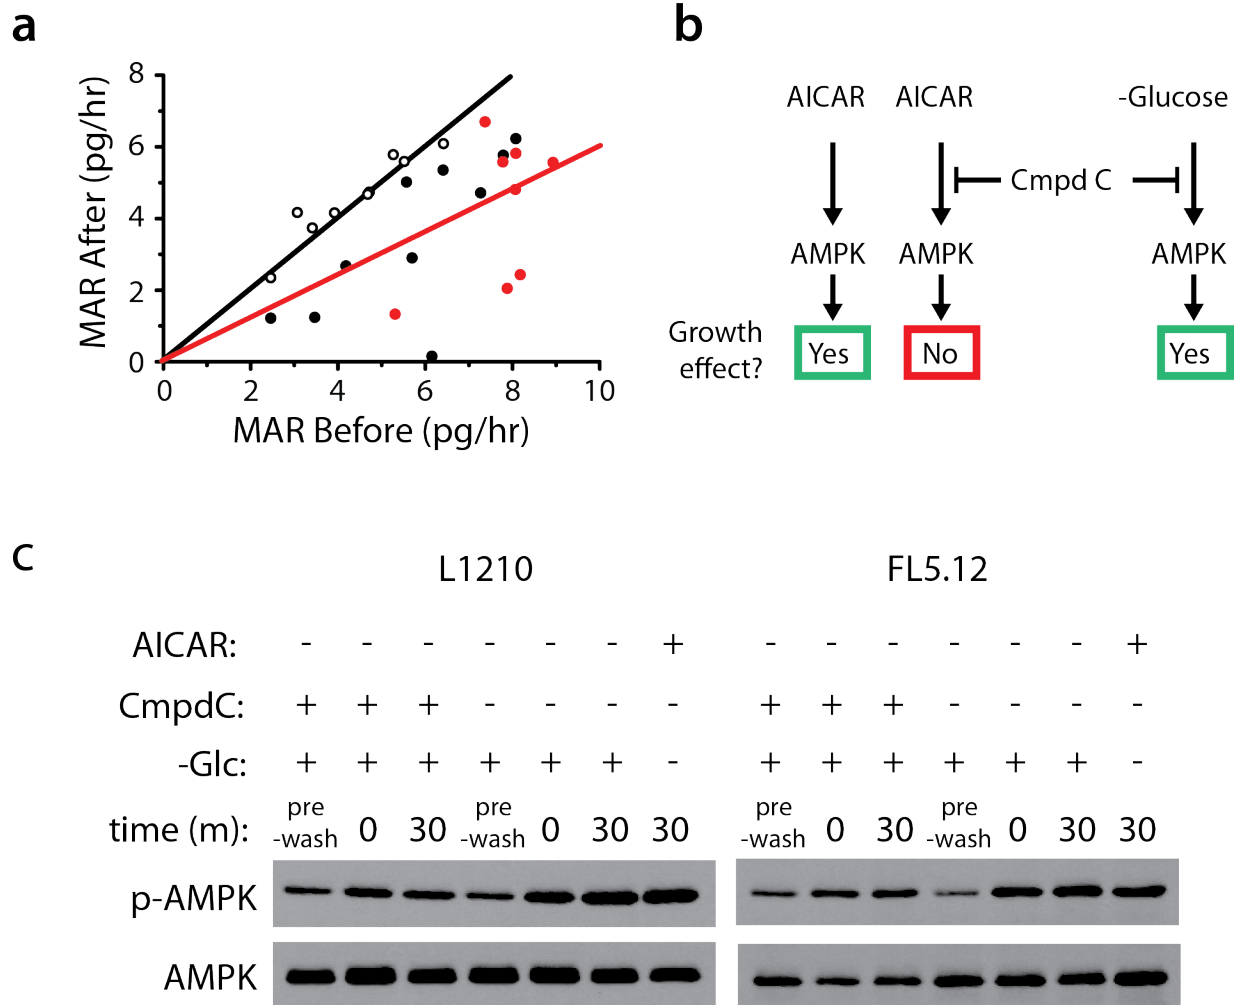 a
8
6
4
2
0
MAR After (pg/hr)
0 2 4 6 8 10
MAR Before (pg/hr)
b
AICAR AICAR -Glucose
Cmpd C
AMPK AMPK AMPK
Growth
effect?
Yes No Yes
c
L1210 FL5.12
AICAR: - - - - - - + - - - - - - +
CmpdC: + + + - - - - + + + - - - -
-Glc: + + + + + + - + + + + + + -
time (m): pre -wash 0 30 pre -wash 0 30 30 pre -wash 0 30 pre -wash 0 30 30
p-AMPK
AMPK